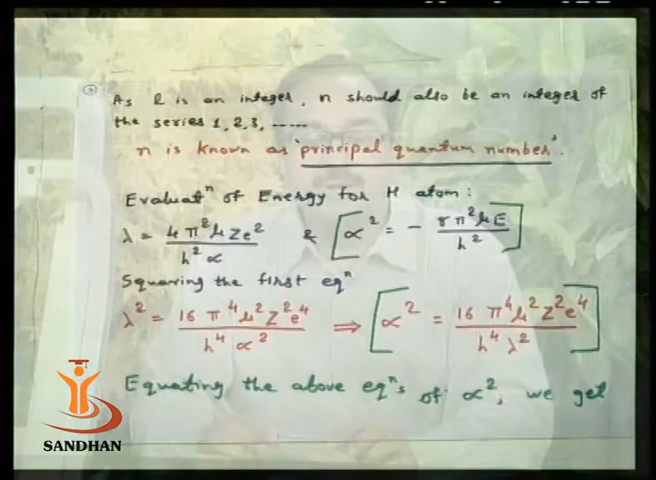 As l is an integer, n should also be an integer of
the series 1, 2, 3, -----
n is known as 'principal quantum number'.
Evaluatⁿ of Energy for H atom:
λ = 4π²μZe² / h²α & [α² = - 8π²μE / h²]
Squaring the first eqⁿ
λ² = 16π⁴μ²Z²e⁴ / h⁴α² ⟹ [α² = 16π⁴μ²Z²e⁴ / h⁴λ²]
Equating the above eqⁿs of α², we get
SANDHAN